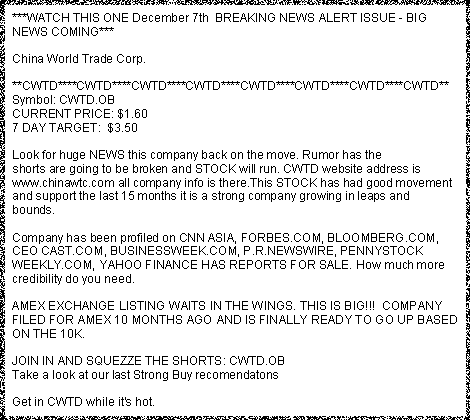 ***WATCH THIS ONE December 7th  BREAKING NEWS ALERT ISSUE - BIG
NEWS COMING***
China World Trade Corp.
**CWTD****CWTD****CWTD****CWTD****CWTD****CWTD****CWTD****CWTD**
Symbol: CWTD.OB
CURRENT PRICE: $1.60
7 DAY TARGET:  $3.50
Look for huge NEWS this company back on the move. Rumor has the
shorts are going to be broken and STOCK will run. CWTD website address is
www.chinawtc.com all company info is there.This STOCK has had good movement
and support the last 15 months it is a strong company growing in leaps and
bounds.
Company has been profiled on CNN ASIA, FORBES.COM, BLOOMBERG.COM,
CEO CAST.COM, BUSINESSWEEK.COM, P.R.NEWSWIRE, PENNYSTOCK
WEEKLY.COM, YAHOO FINANCE HAS REPORTS FOR SALE. How much more
credibility do you need.
AMEX EXCHANGE LISTING WAITS IN THE WINGS. THIS IS BIG!!!  COMPANY
FILED FOR AMEX 10 MONTHS AGO AND IS FINALLY READY TO GO UP BASED
ON THE 10K.
JOIN IN AND SQUEZZE THE SHORTS: CWTD.OB
Take a look at our last Strong Buy recomendatons
Get in CWTD while it's hot.